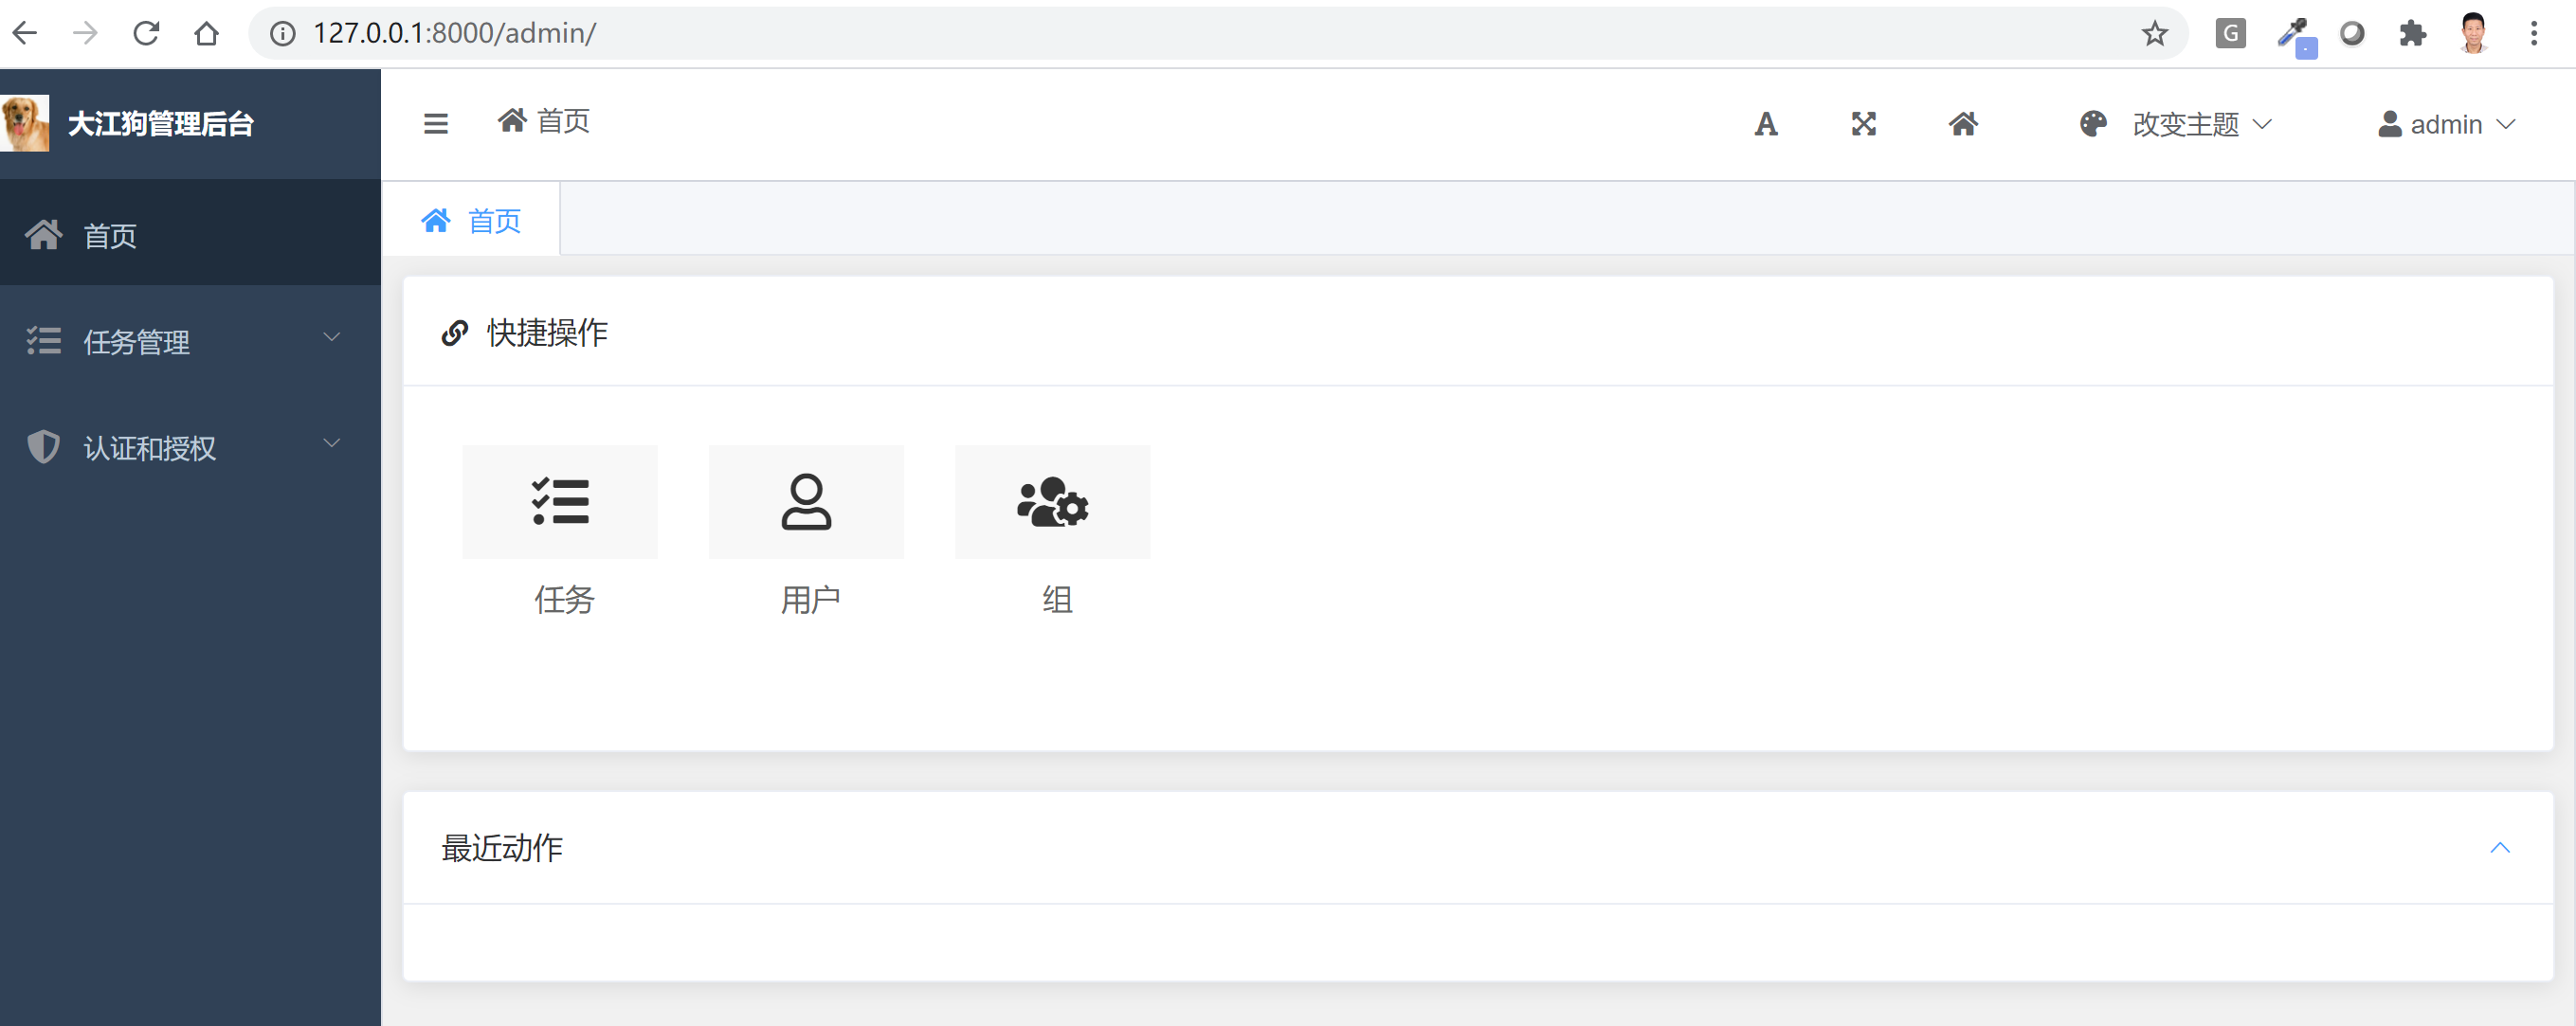 127.0.0.1:8000/admin/
G
大江狗管理后台
首页
A
改变主题
admin
首页
首页
任务管理
认证和授权
快捷操作
任务
用户
组
最近动作